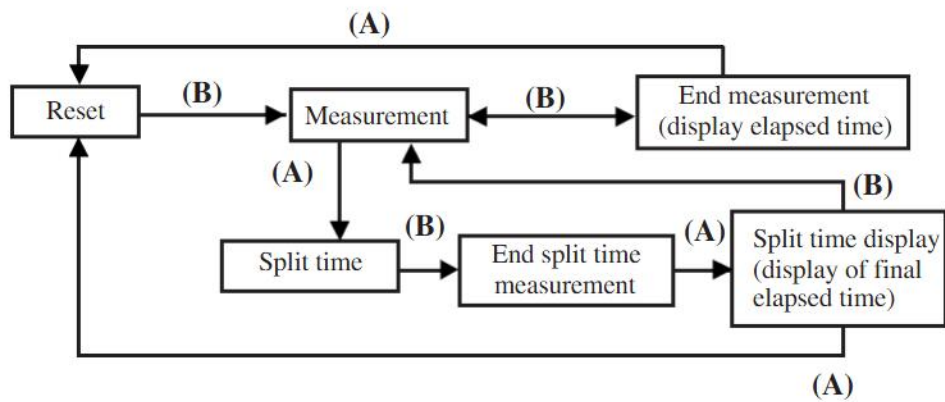 (A)
Reset
(B)
Measurement
(B)
End measurement
(display elapsed time)
(A)
(B)
Split time
(B)
End split time
measurement
(A)
Split time display
(display of final
elapsed time)
(A)